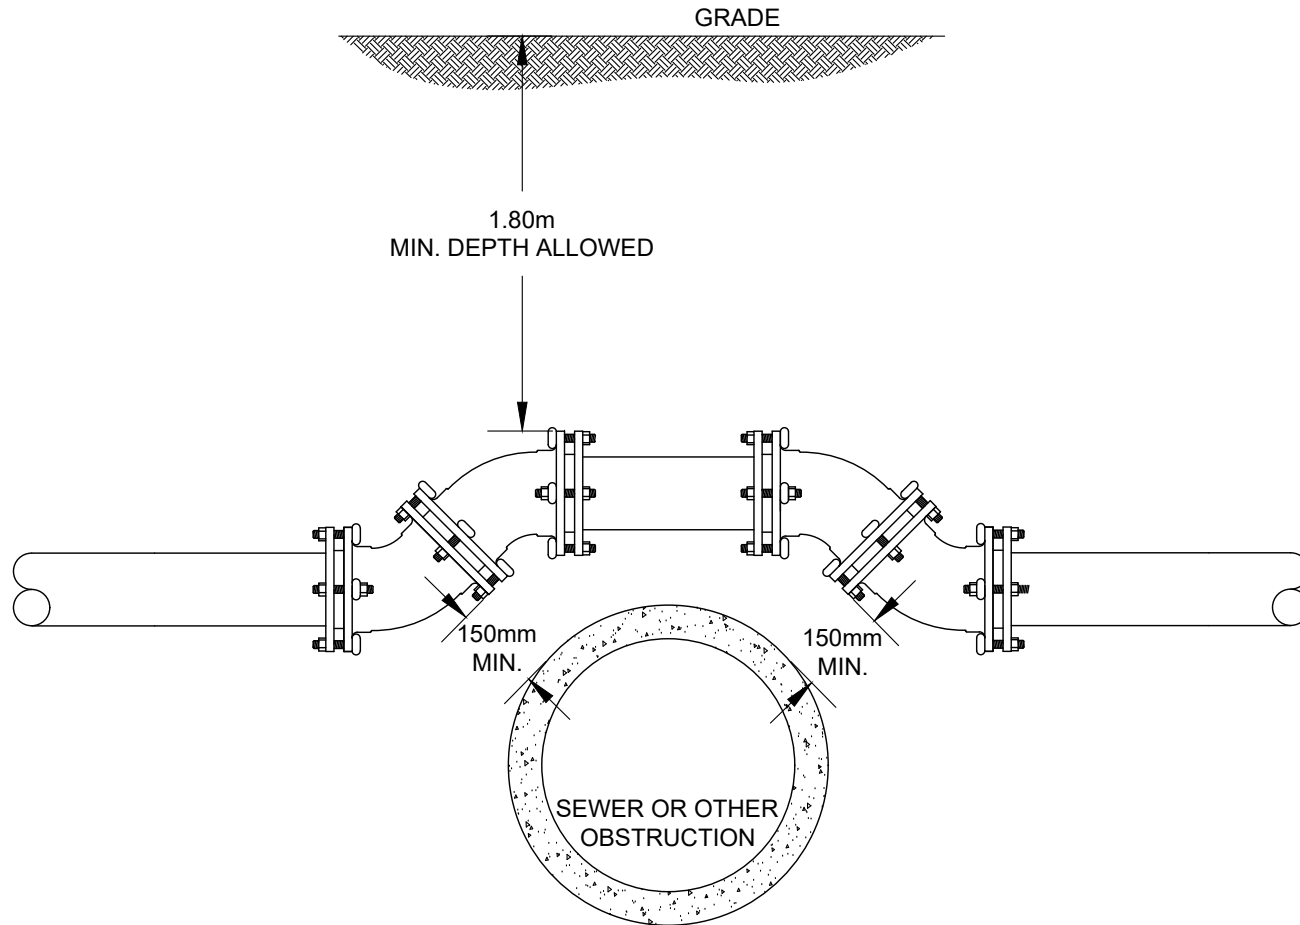 GRADE
1.80m
MIN. DEPTH ALLOWED
150mm
MIN.
150mm
MIN.
SEWER OR OTHER
OBSTRUCTION